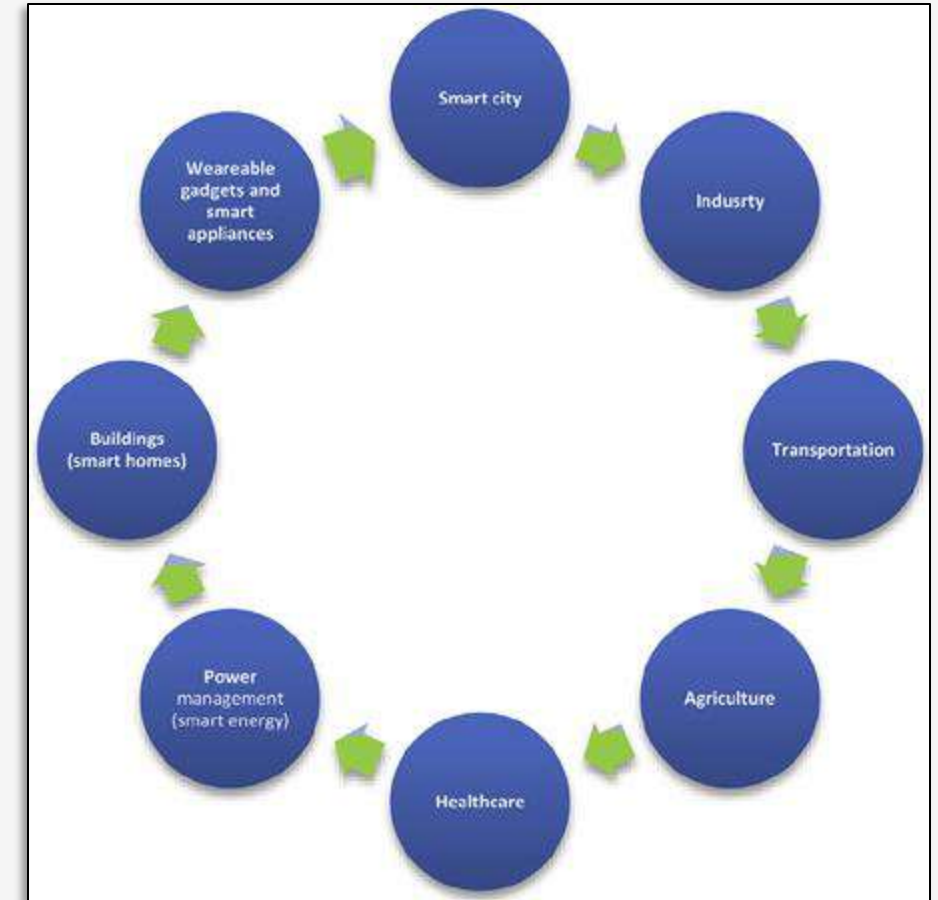 Smart city
Indusrty
Transportation
Agriculture
Healthcare
Power
management
(smart energy)
Buildings
(smart homes)
Weareable
gadgets and
smart
appliances